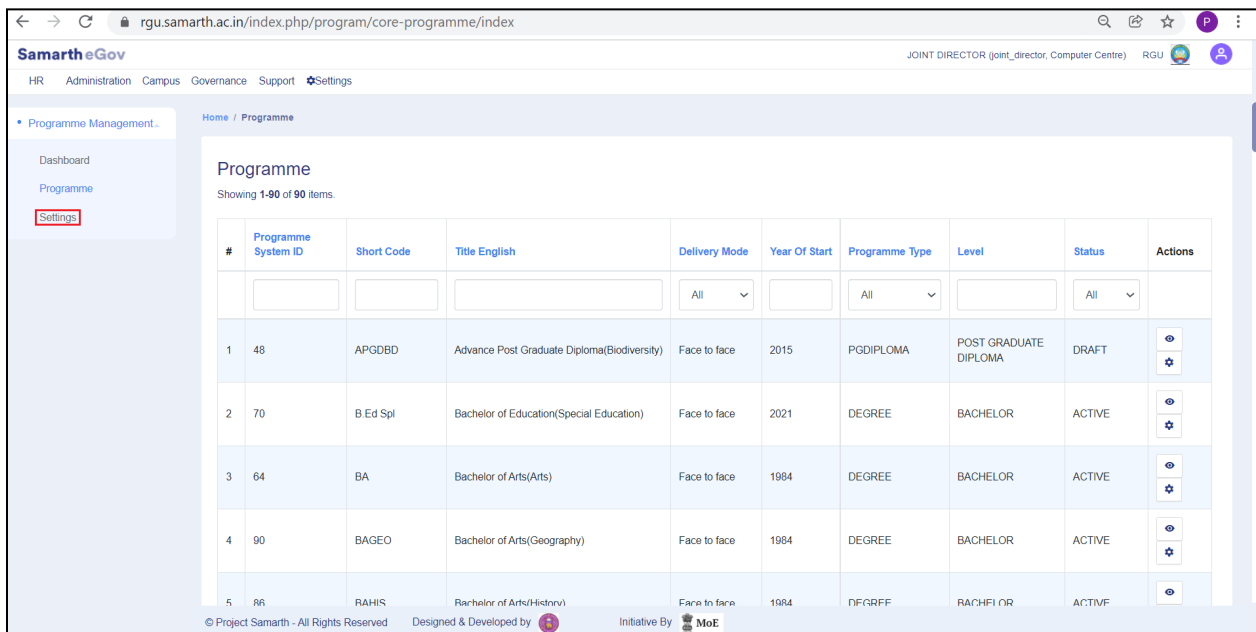 rgu.samarth.ac.in/index.php/program/core-programme/index
P
Samarth eGov
JOINT DIRECTOR (joint_director, Computer Centre) RGU
HR Administration Campus Governance Support Settings
Programme Management..
Dashboard
Programme
Settings
Home / Programme
Programme
Showing 1-90 of 90 items.
# Programme System ID Short Code Title English Delivery Mode Year Of Start Programme Type Level Status Actions
All All All
1 48 APGDBD Advance Post Graduate Diploma(Biodiversity) Face to face 2015 PGDIPLOMA POST GRADUATE DIPLOMA DRAFT
2 70 B.Ed Spl Bachelor of Education(Special Education) Face to face 2021 DEGREE BACHELOR ACTIVE
3 64 BA Bachelor of Arts(Arts) Face to face 1984 DEGREE BACHELOR ACTIVE
4 90 BAGEO Bachelor of Arts(Geography) Face to face 1984 DEGREE BACHELOR ACTIVE
5 86 BAHIS Bachelor of Arts(History) Face to face 1984 DEGREE BACHELOR ACTIVE
© Project Samarth - All Rights Reserved Designed & Developed by Initiative By MoE